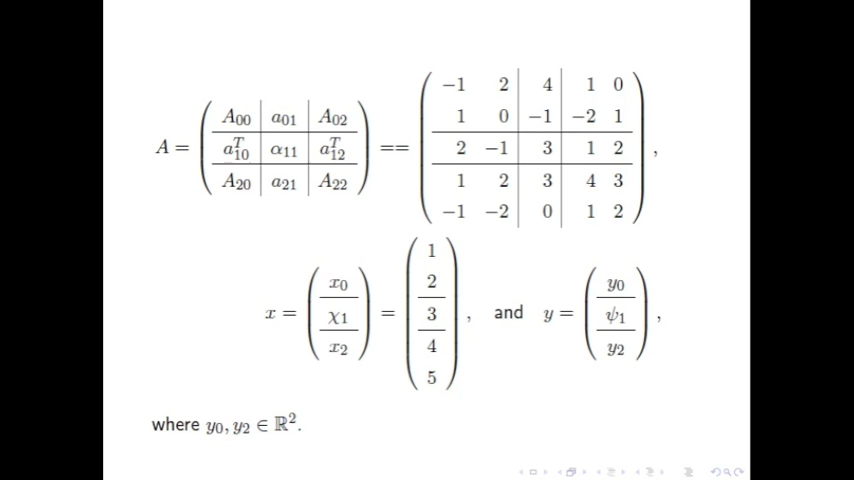 A = ( A₀₀ | a₀₁ | A₀₂ ; a₁₀ᵀ | α₁₁ | a₁₂ᵀ ; A₂₀ | a₂₁ | A₂₂ ) == ( −1 2 | 4 | 1 0 ; 1 0 | −1 | −2 1 ; 2 −1 | 3 | 1 2 ; 1 2 | 3 | 4 3 ; −1 −2 | 0 | 1 2 ) ,
x = ( x₀ ; χ₁ ; x₂ ) = ( 1 ; 2 ; 3 ; 4 ; 5 ) , and y = ( y₀ ; ψ₁ ; y₂ ) ,
where y₀, y₂ ∈ ℝ².